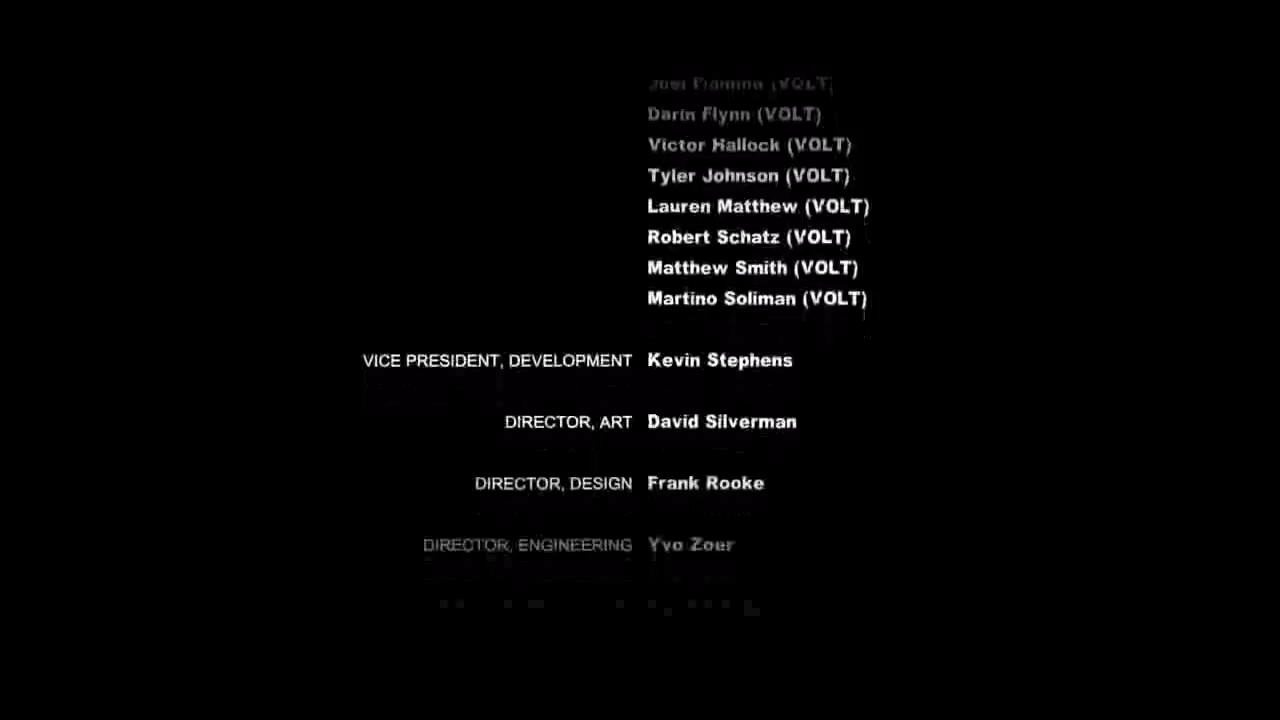 (VOLT)
Darin Flynn (VOLT)
Victor Hallock (VOLT)
Tyler Johnson (VOLT)
Lauren Matthew (VOLT)
Robert Schatz (VOLT)
Matthew Smith (VOLT)
Martino Soliman (VOLT)
VICE PRESIDENT, DEVELOPMENT Kevin Stephens
DIRECTOR, ART David Silverman
DIRECTOR, DESIGN Frank Rooke
DIRECTOR, ENGINEERING Yvo Zoer